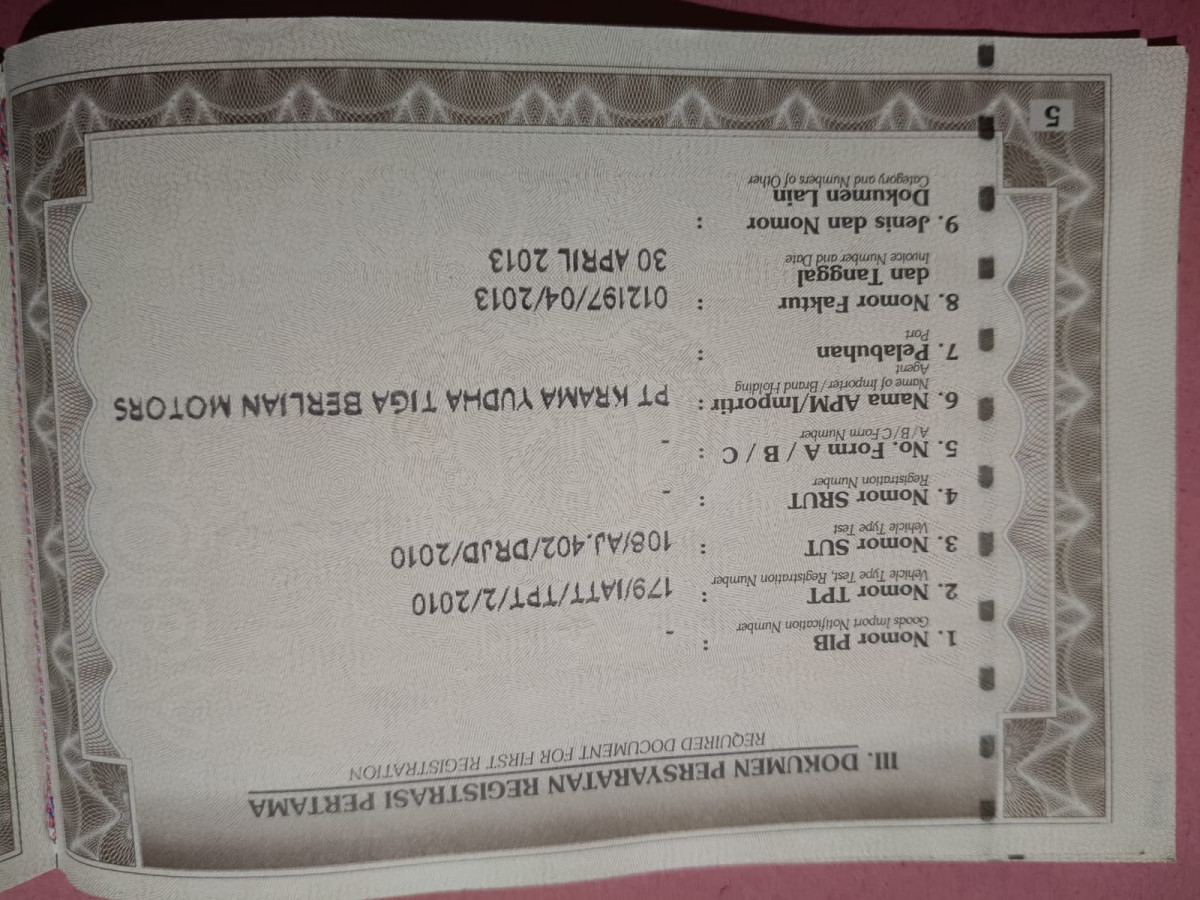 III. DOKUMEN PERSYARATAN REGISTRASI PERTAMA
REQUIRED DOCUMENT FOR FIRST REGISTRATION
1. Nomor PIB : -
Goods Import Notification Number
2. Nomor TPT : 179/IATT/TPT/2/2010
Vehicle Type Test, Registration Number
3. Nomor SUT : 108/AJ.402/DRJD/2010
Vehicle Type Test
4. Nomor SRUT : -
Registration Number
5. No. Form A / B / C : -
A / B / C Form Number
6. Nama APM/Importir : PT KRAMA YUDHA TIGA BERLIAN MOTORS
Name of Importer / Brand Holding
Agent
7. Pelabuhan :
Port
8. Nomor Faktur : 012197/04/2013
dan Tanggal 30 APRIL 2013
Invoice Number and Date
9. Jenis dan Nomor :
Dokumen Lain
Category and Numbers of Other
5